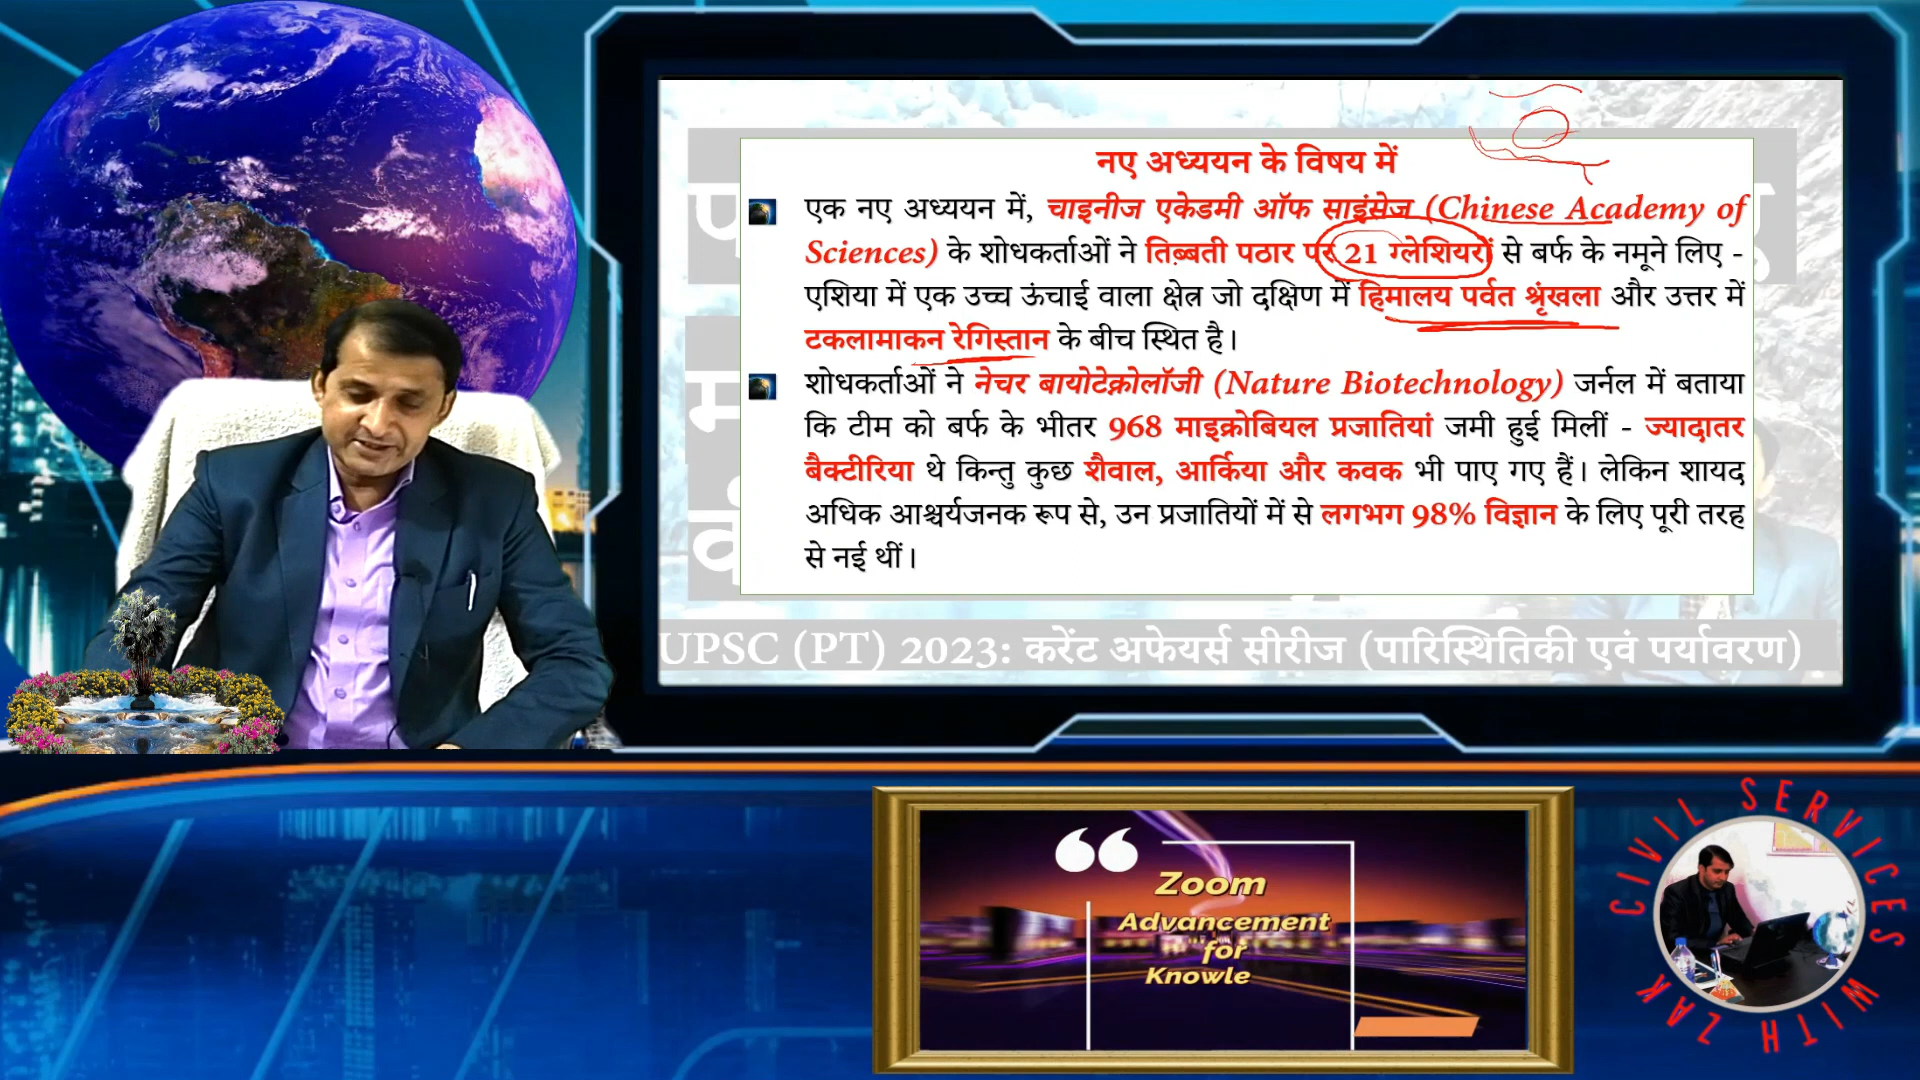 नए अध्ययन के विषय में
एक नए अध्ययन में, चाइनीज एकेडमी ऑफ साइंसेज (Chinese Academy of
Sciences) के शोधकर्ताओं ने तिब्बती पठार पर 21 ग्लेशियरों से बर्फ के नमूने लिए -
एशिया में एक उच्च ऊंचाई वाला क्षेत्र जो दक्षिण में हिमालय पर्वत श्रृंखला और उत्तर में
टकलामाकन रेगिस्तान के बीच स्थित है।
शोधकर्ताओं ने नेचर बायोटेक्नोलॉजी (Nature Biotechnology) जर्नल में बताया
कि टीम को बर्फ के भीतर 968 माइक्रोबियल प्रजातियां जमी हुई मिलीं - ज्यादातर
बैक्टीरिया थे किन्तु कुछ शैवाल, आर्किया और कवक भी पाए गए हैं। लेकिन शायद
अधिक आश्चर्यजनक रूप से, उन प्रजातियों में से लगभग 98% विज्ञान के लिए पूरी तरह
से नई थीं।
UPSC (PT) 2023: करेंट अफेयर्स सीरीज (पारिस्थितिकी एवं पर्यावरण)
Zoom
Advancement
for
Knowle
CIVIL SERVICES WITH ZAK